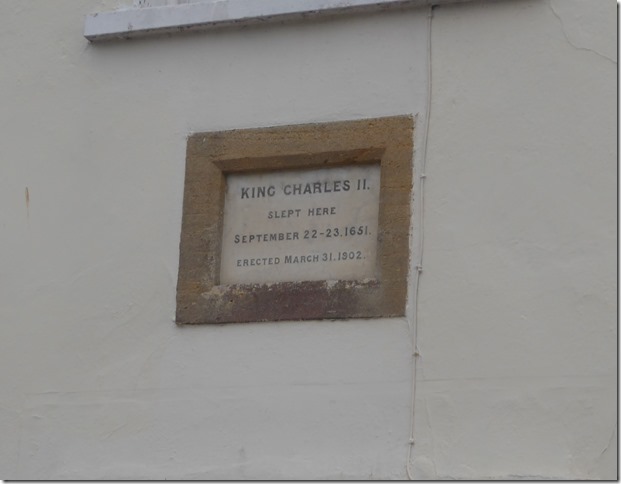 KING CHARLES II.
SLEPT HERE
SEPTEMBER 22-23.1651.
ERECTED MARCH 31.1902.